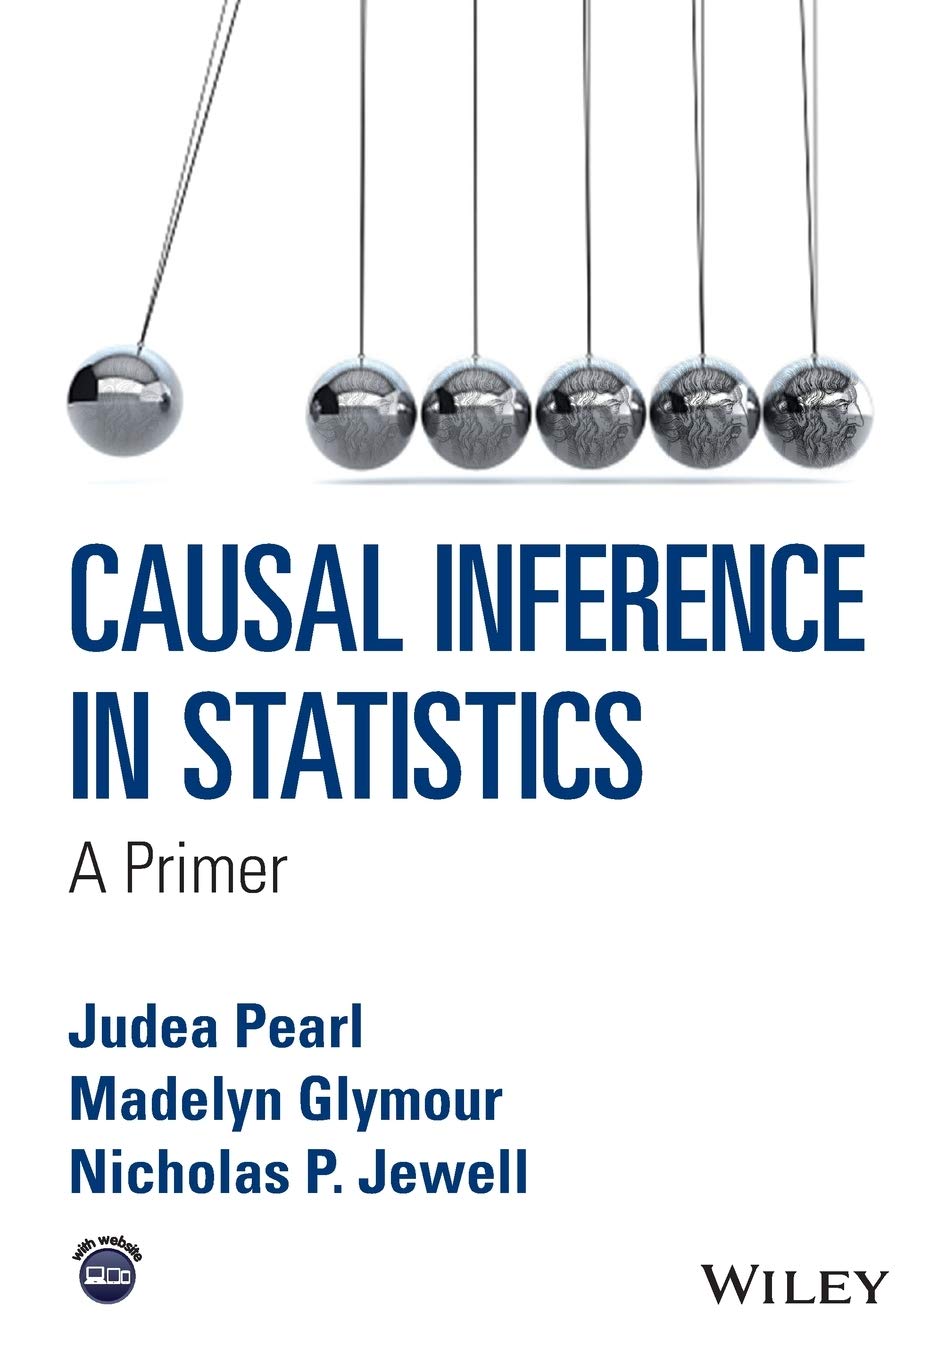 CAUSAL INFERENCE
IN STATISTICS
A Primer
Judea Pearl
Madelyn Glymour
Nicholas P. Jewell
with website
WILEY